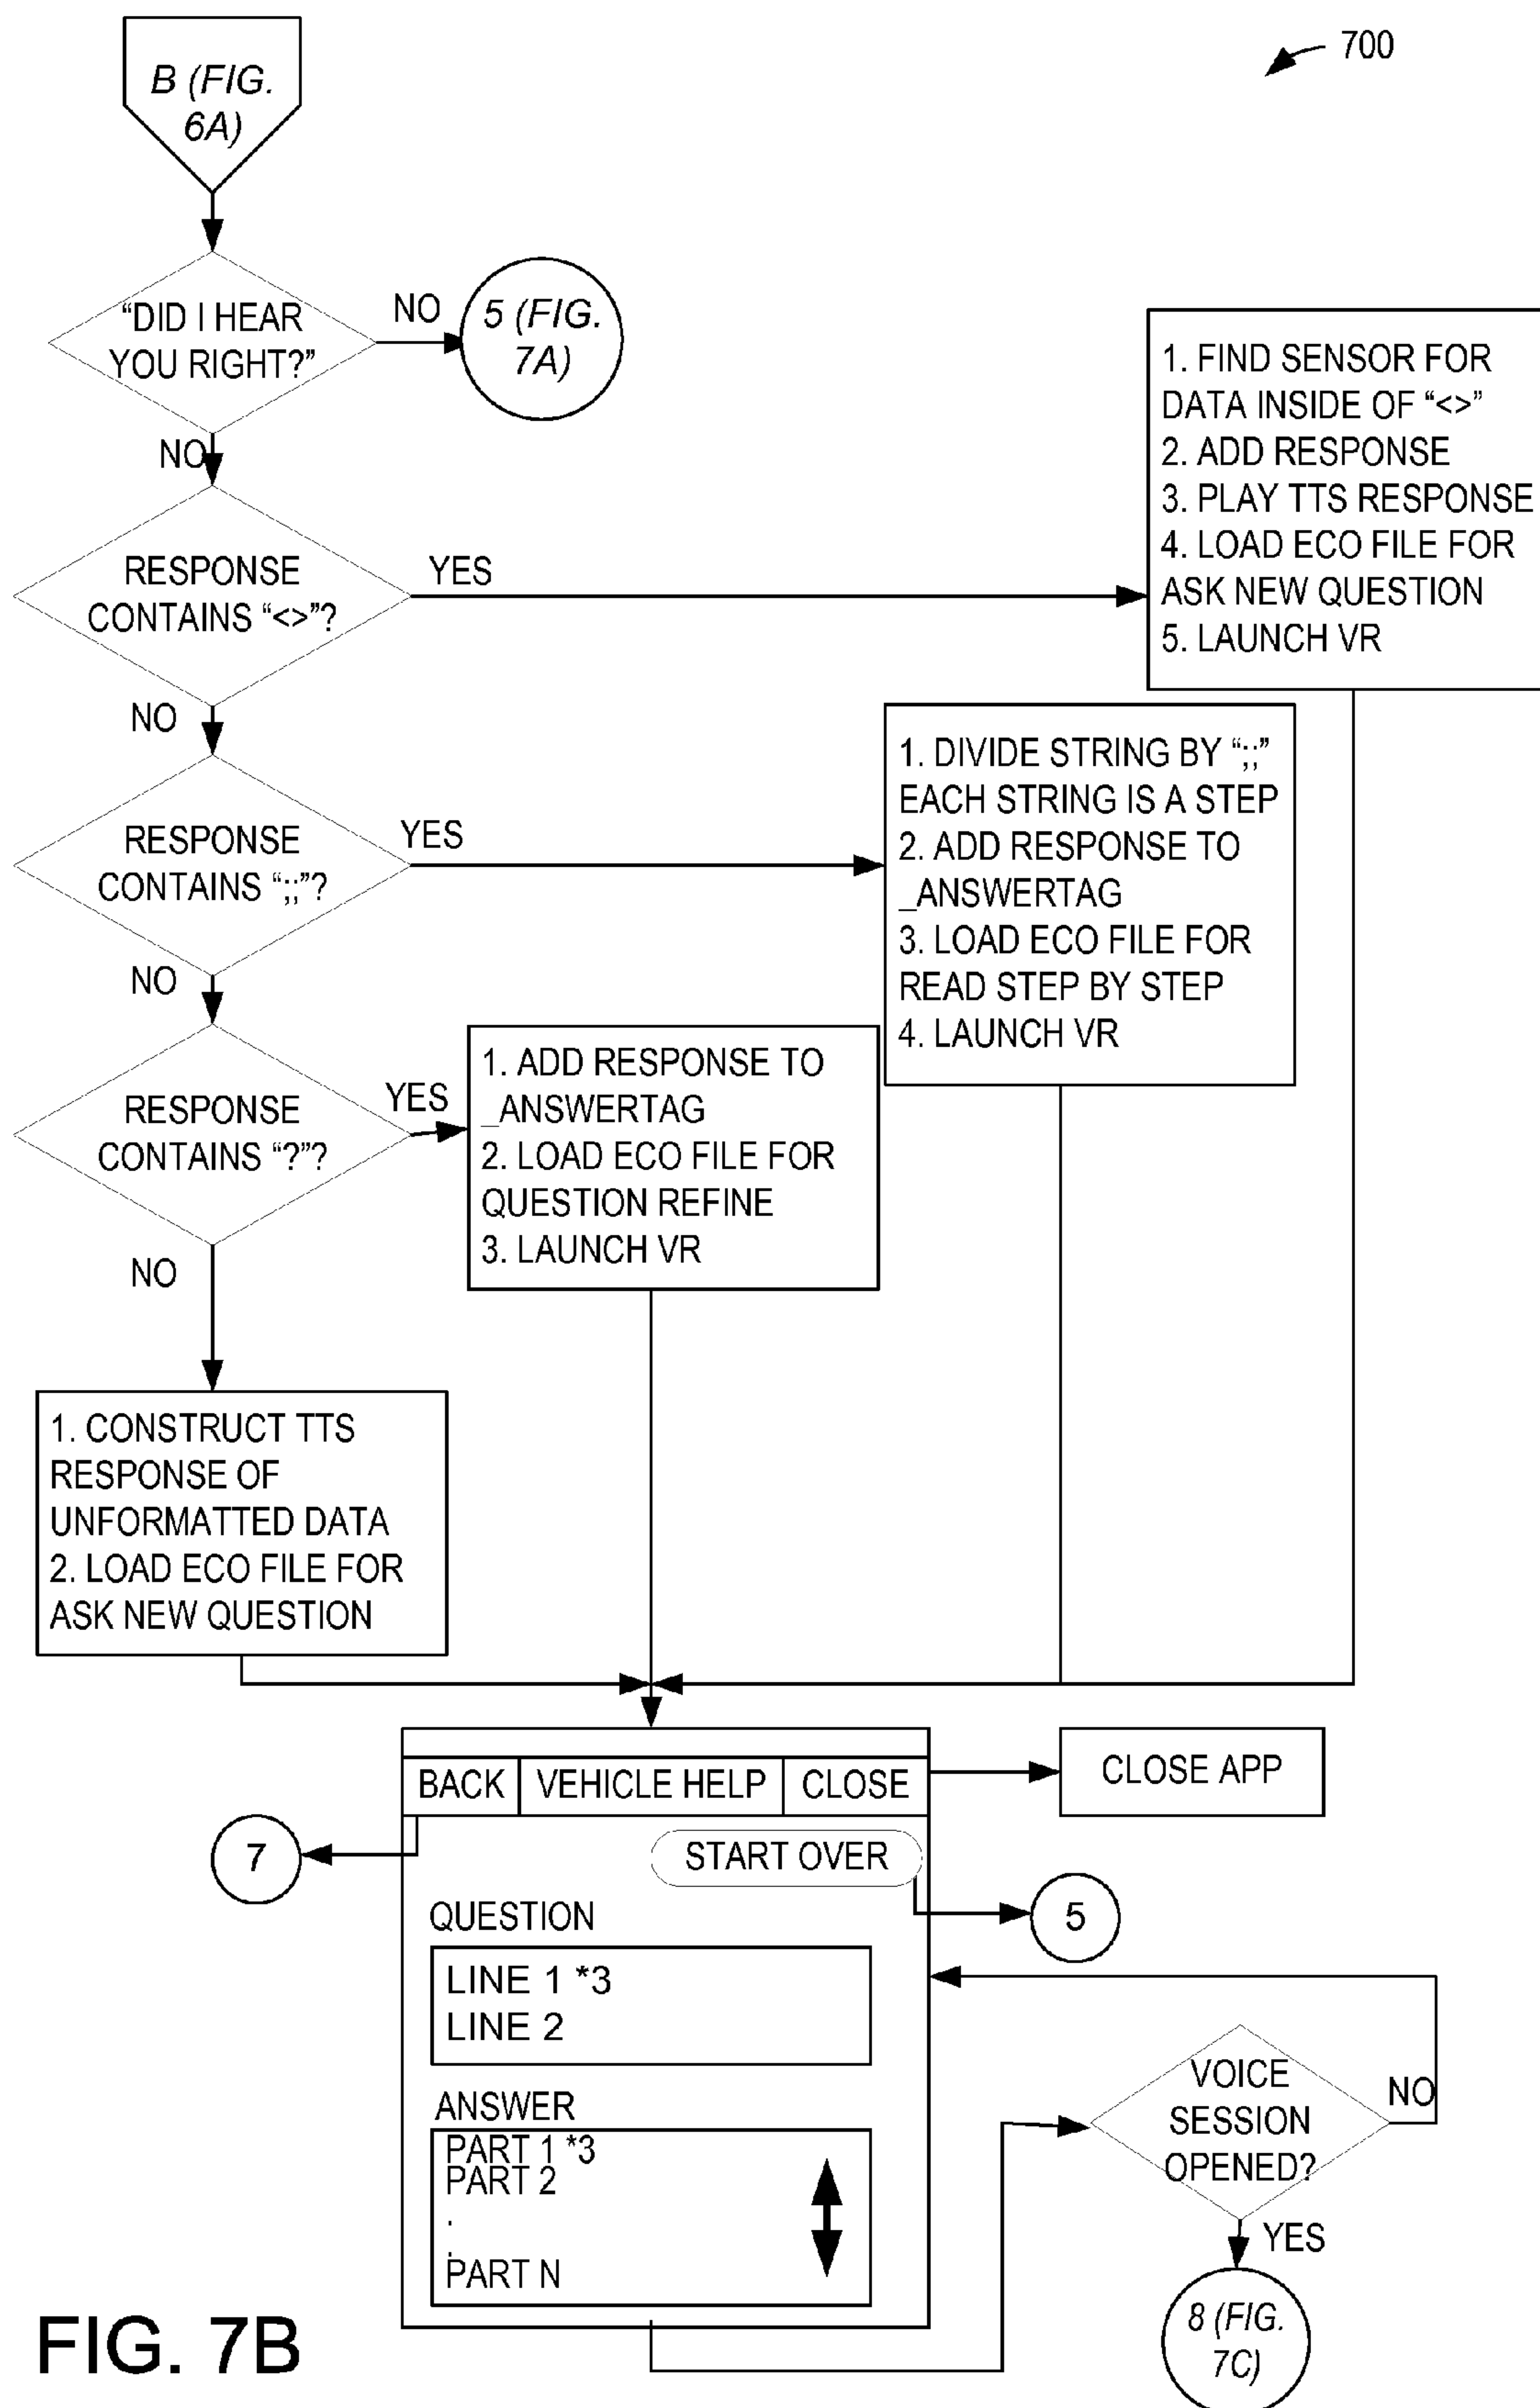 700
B (FIG.
6A)
“DID I HEAR
YOU RIGHT?”
NO
5 (FIG.
7A)
NO
RESPONSE
CONTAINS “<>”?
YES
1. FIND SENSOR FOR
DATA INSIDE OF “<>”
2. ADD RESPONSE
3. PLAY TTS RESPONSE
4. LOAD ECO FILE FOR
ASK NEW QUESTION
5. LAUNCH VR
NO
RESPONSE
CONTAINS “;;”?
YES
1. DIVIDE STRING BY “;;”
EACH STRING IS A STEP
2. ADD RESPONSE TO
_ANSWERTAG
3. LOAD ECO FILE FOR
READ STEP BY STEP
4. LAUNCH VR
NO
RESPONSE
CONTAINS “?”?
YES
1. ADD RESPONSE TO
_ANSWERTAG
2. LOAD ECO FILE FOR
QUESTION REFINE
3. LAUNCH VR
NO
1. CONSTRUCT TTS
RESPONSE OF
UNFORMATTED DATA
2. LOAD ECO FILE FOR
ASK NEW QUESTION
BACK
VEHICLE HELP
CLOSE
CLOSE APP
7
START OVER
5
QUESTION
LINE 1 *3
LINE 2
ANSWER
PART 1 *3
PART 2
.
.
PART N
VOICE
SESSION
OPENED?
NO
YES
8 (FIG.
7C)
FIG. 7B